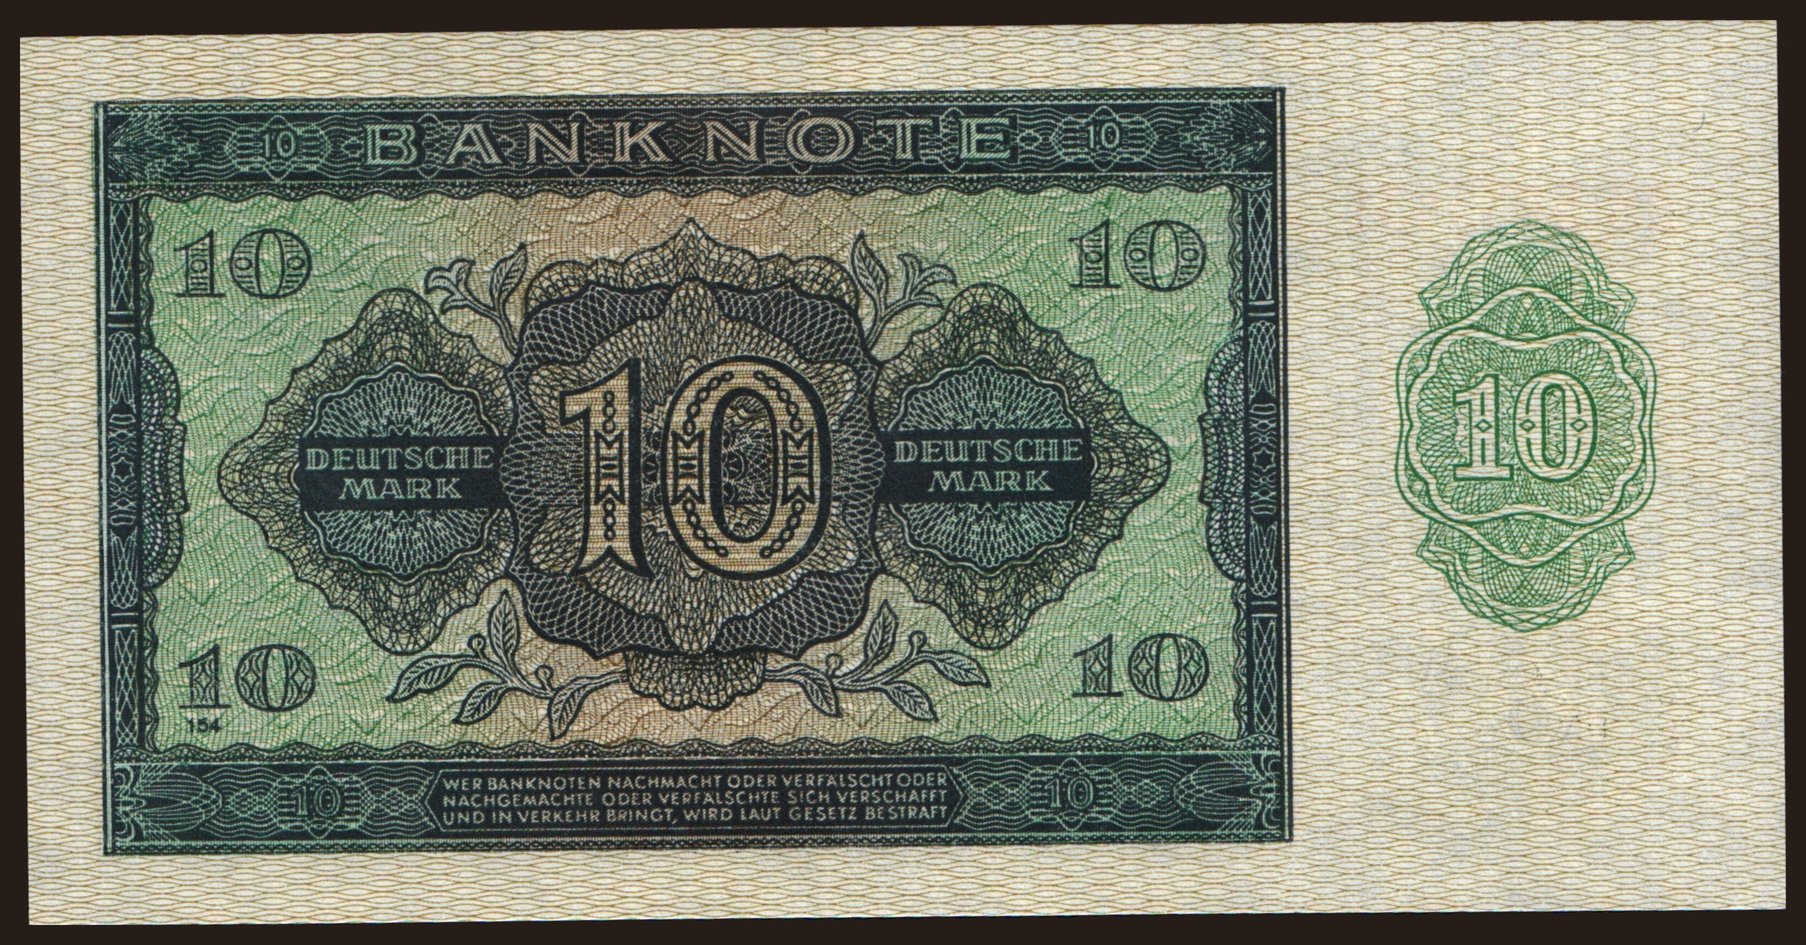 10 BANKNOTE 10
10 10
10 10
DEUTSCHE MARK
DEUTSCHE MARK
10 10
154
10 10
WER BANKNOTEN NACHMACHT ODER VERFÄLSCHT ODER
NACHGEMACHTE ODER VERFÄLSCHTE SICH VERSCHAFFT
UND IN VERKEHR BRINGT, WIRD LAUT GESETZ BESTRAFT